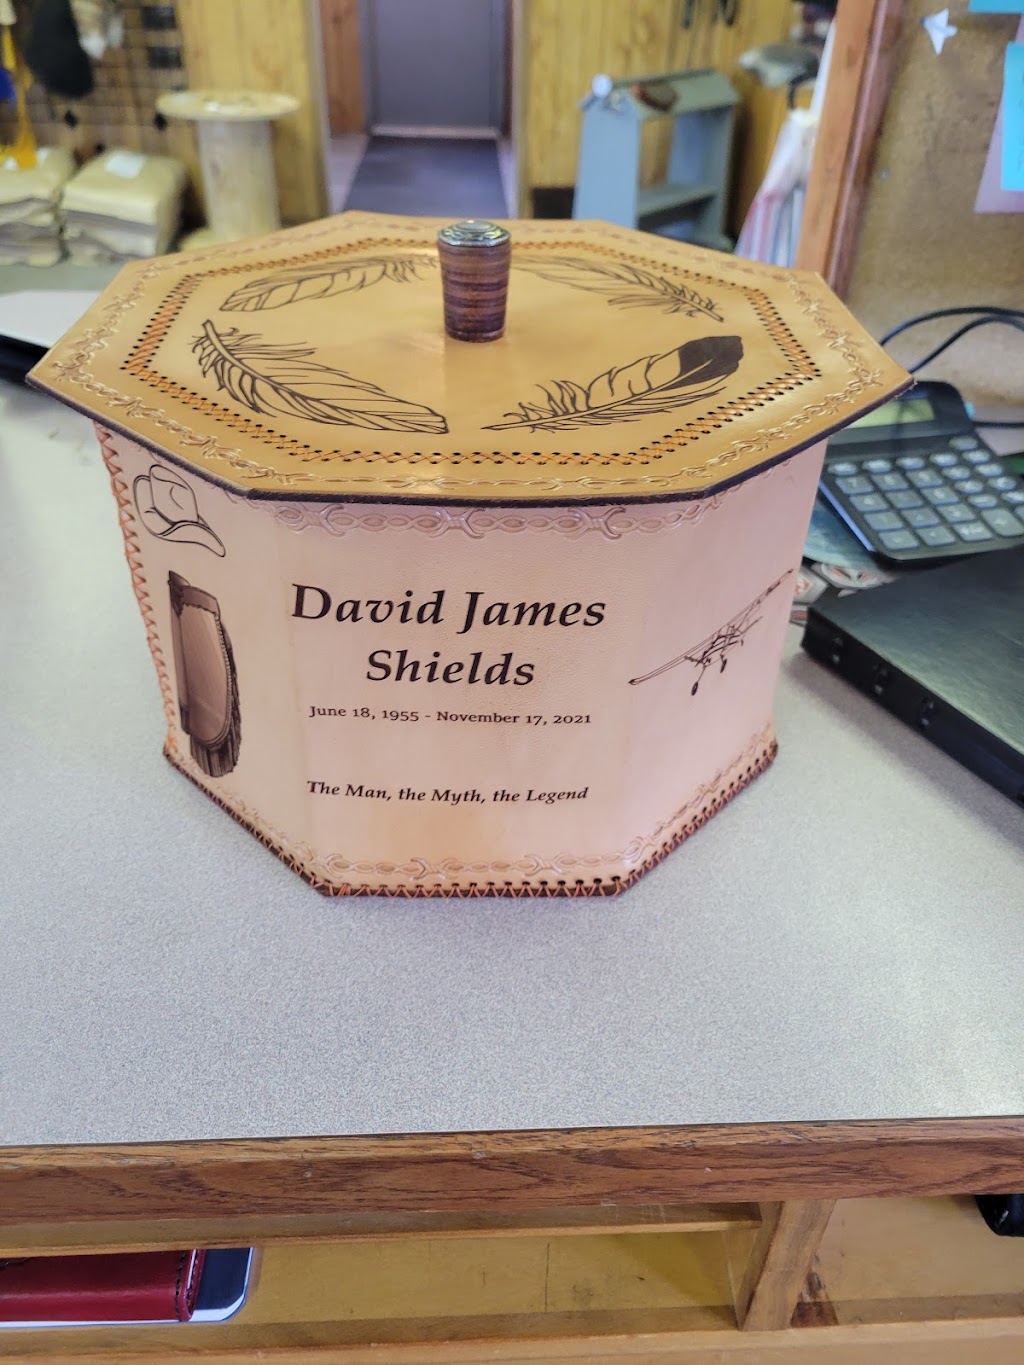 David James
Shields
June 18, 1955 - November 17, 2021
The Man, the Myth, the Legend